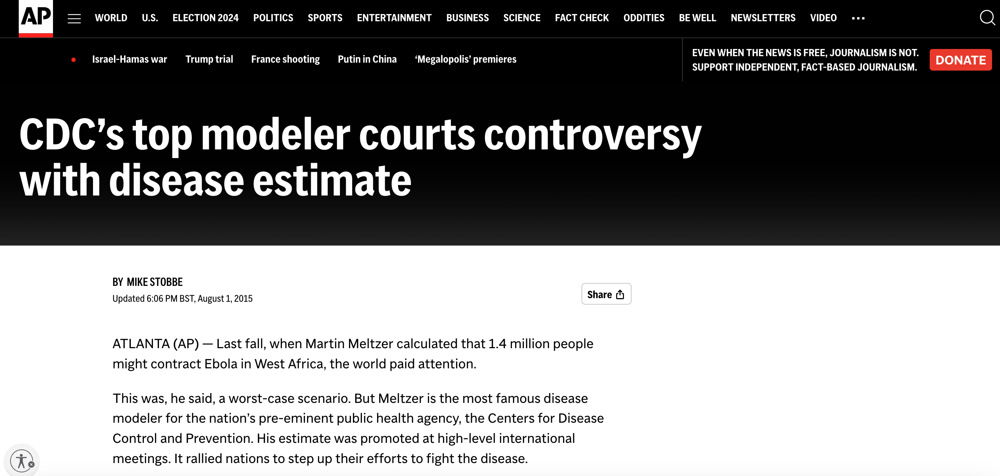 AP
WORLD U.S. ELECTION 2024 POLITICS SPORTS ENTERTAINMENT BUSINESS SCIENCE FACT CHECK ODDITIES BE WELL NEWSLETTERS VIDEO ...
Israel-Hamas war Trump trial France shooting Putin in China ‘Megalopolis’ premieres
EVEN WHEN THE NEWS IS FREE, JOURNALISM IS NOT.
SUPPORT INDEPENDENT, FACT-BASED JOURNALISM.
DONATE
CDC’s top modeler courts controversy
with disease estimate
BY MIKE STOBBE
Updated 6:06 PM BST, August 1, 2015
Share
ATLANTA (AP) — Last fall, when Martin Meltzer calculated that 1.4 million people
might contract Ebola in West Africa, the world paid attention.
This was, he said, a worst-case scenario. But Meltzer is the most famous disease
modeler for the nation’s pre-eminent public health agency, the Centers for Disease
Control and Prevention. His estimate was promoted at high-level international
meetings. It rallied nations to step up their efforts to fight the disease.